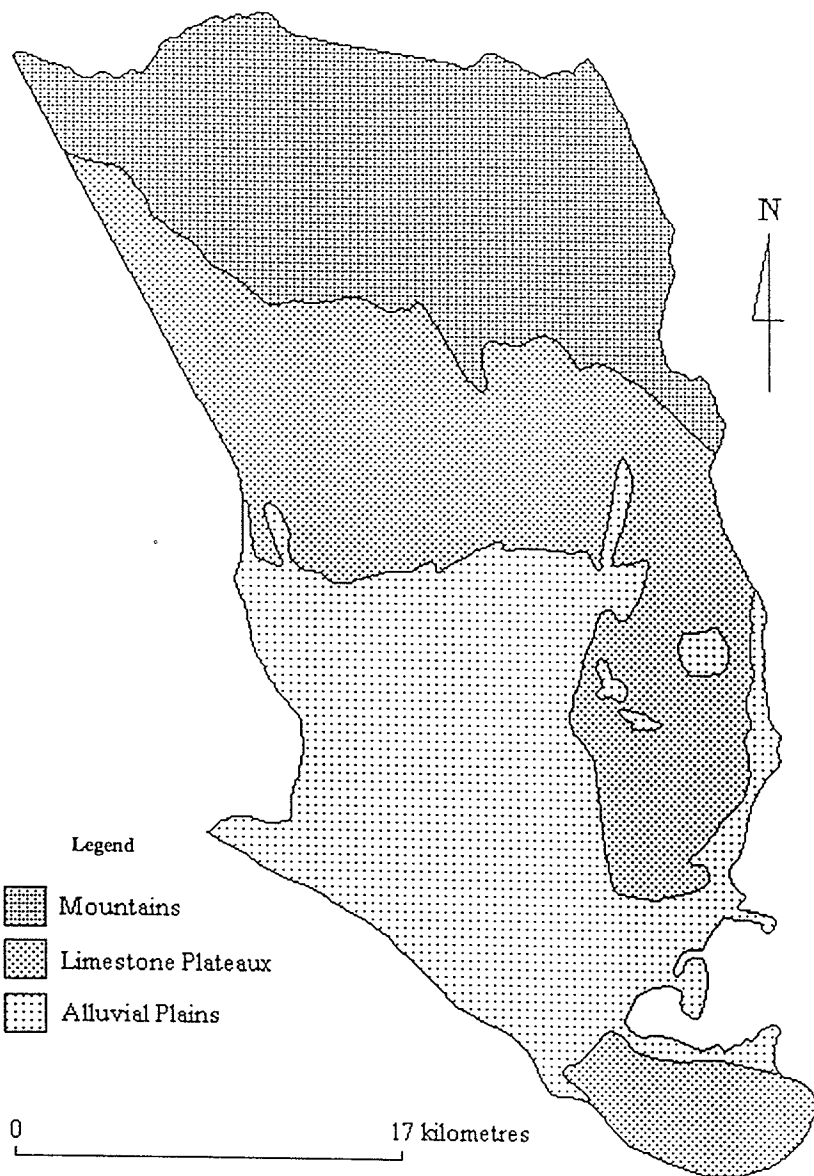 N
Legend
Mountains
Limestone Plateaux
Alluvial Plains
0 17 kilometres